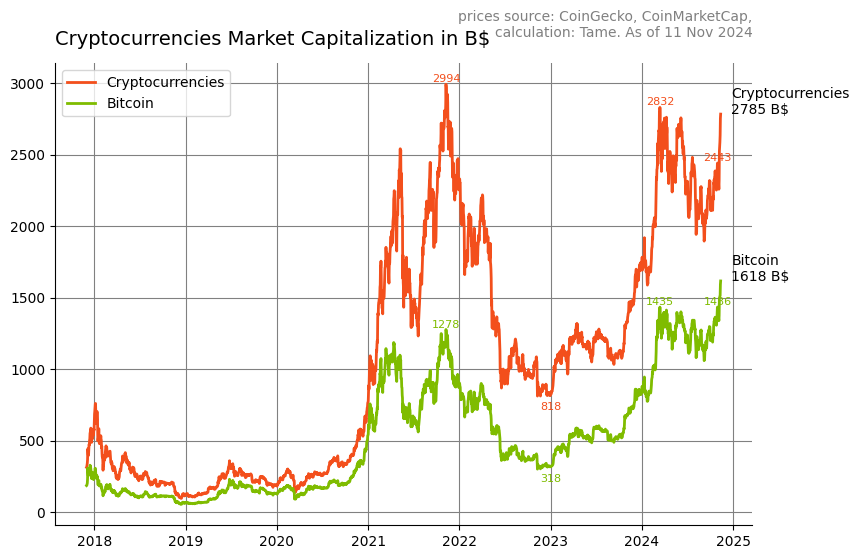 prices source: CoinGecko, CoinMarketCap,
calculation: Tame. As of 11 Nov 2024
Cryptocurrencies Market Capitalization in B$
Cryptocurrencies
Bitcoin
3000
2500
2000
1500
1000
500
0
2994
2832
2443
1278
1435
1436
818
318
Cryptocurrencies
2785 B$
Bitcoin
1618 B$
2018
2019
2020
2021
2022
2023
2024
2025